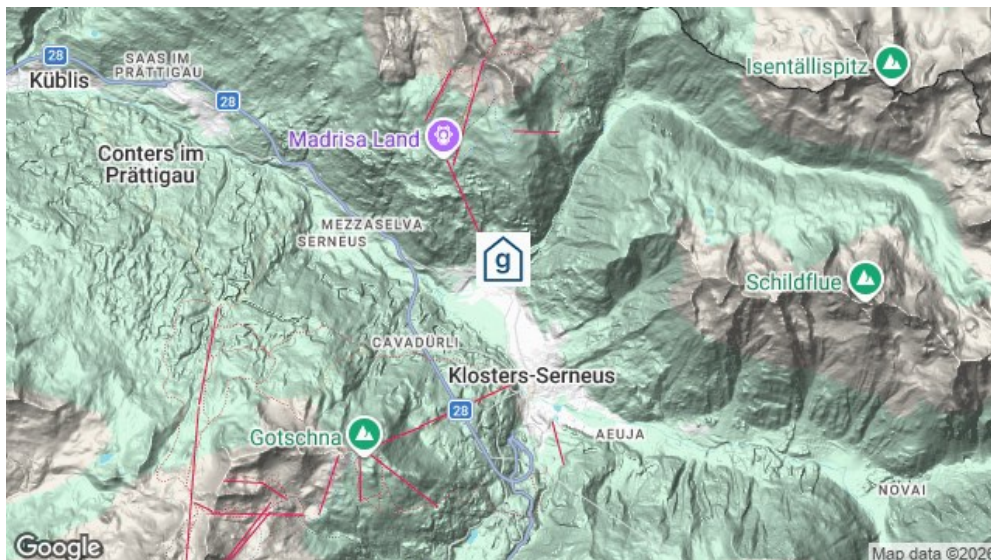 28
SAAS IM
PRÄTTIGAU
Küblis
28
Isentällispitz
Madrisa Land
Conters im
Prättigau
MEZZASELVA
SERNEUS
g
Schildflue
CAVADÜRLI
Klosters-Serneus
28
Gotschna
AEUJA
NOVAI
Google
Map data ©2026